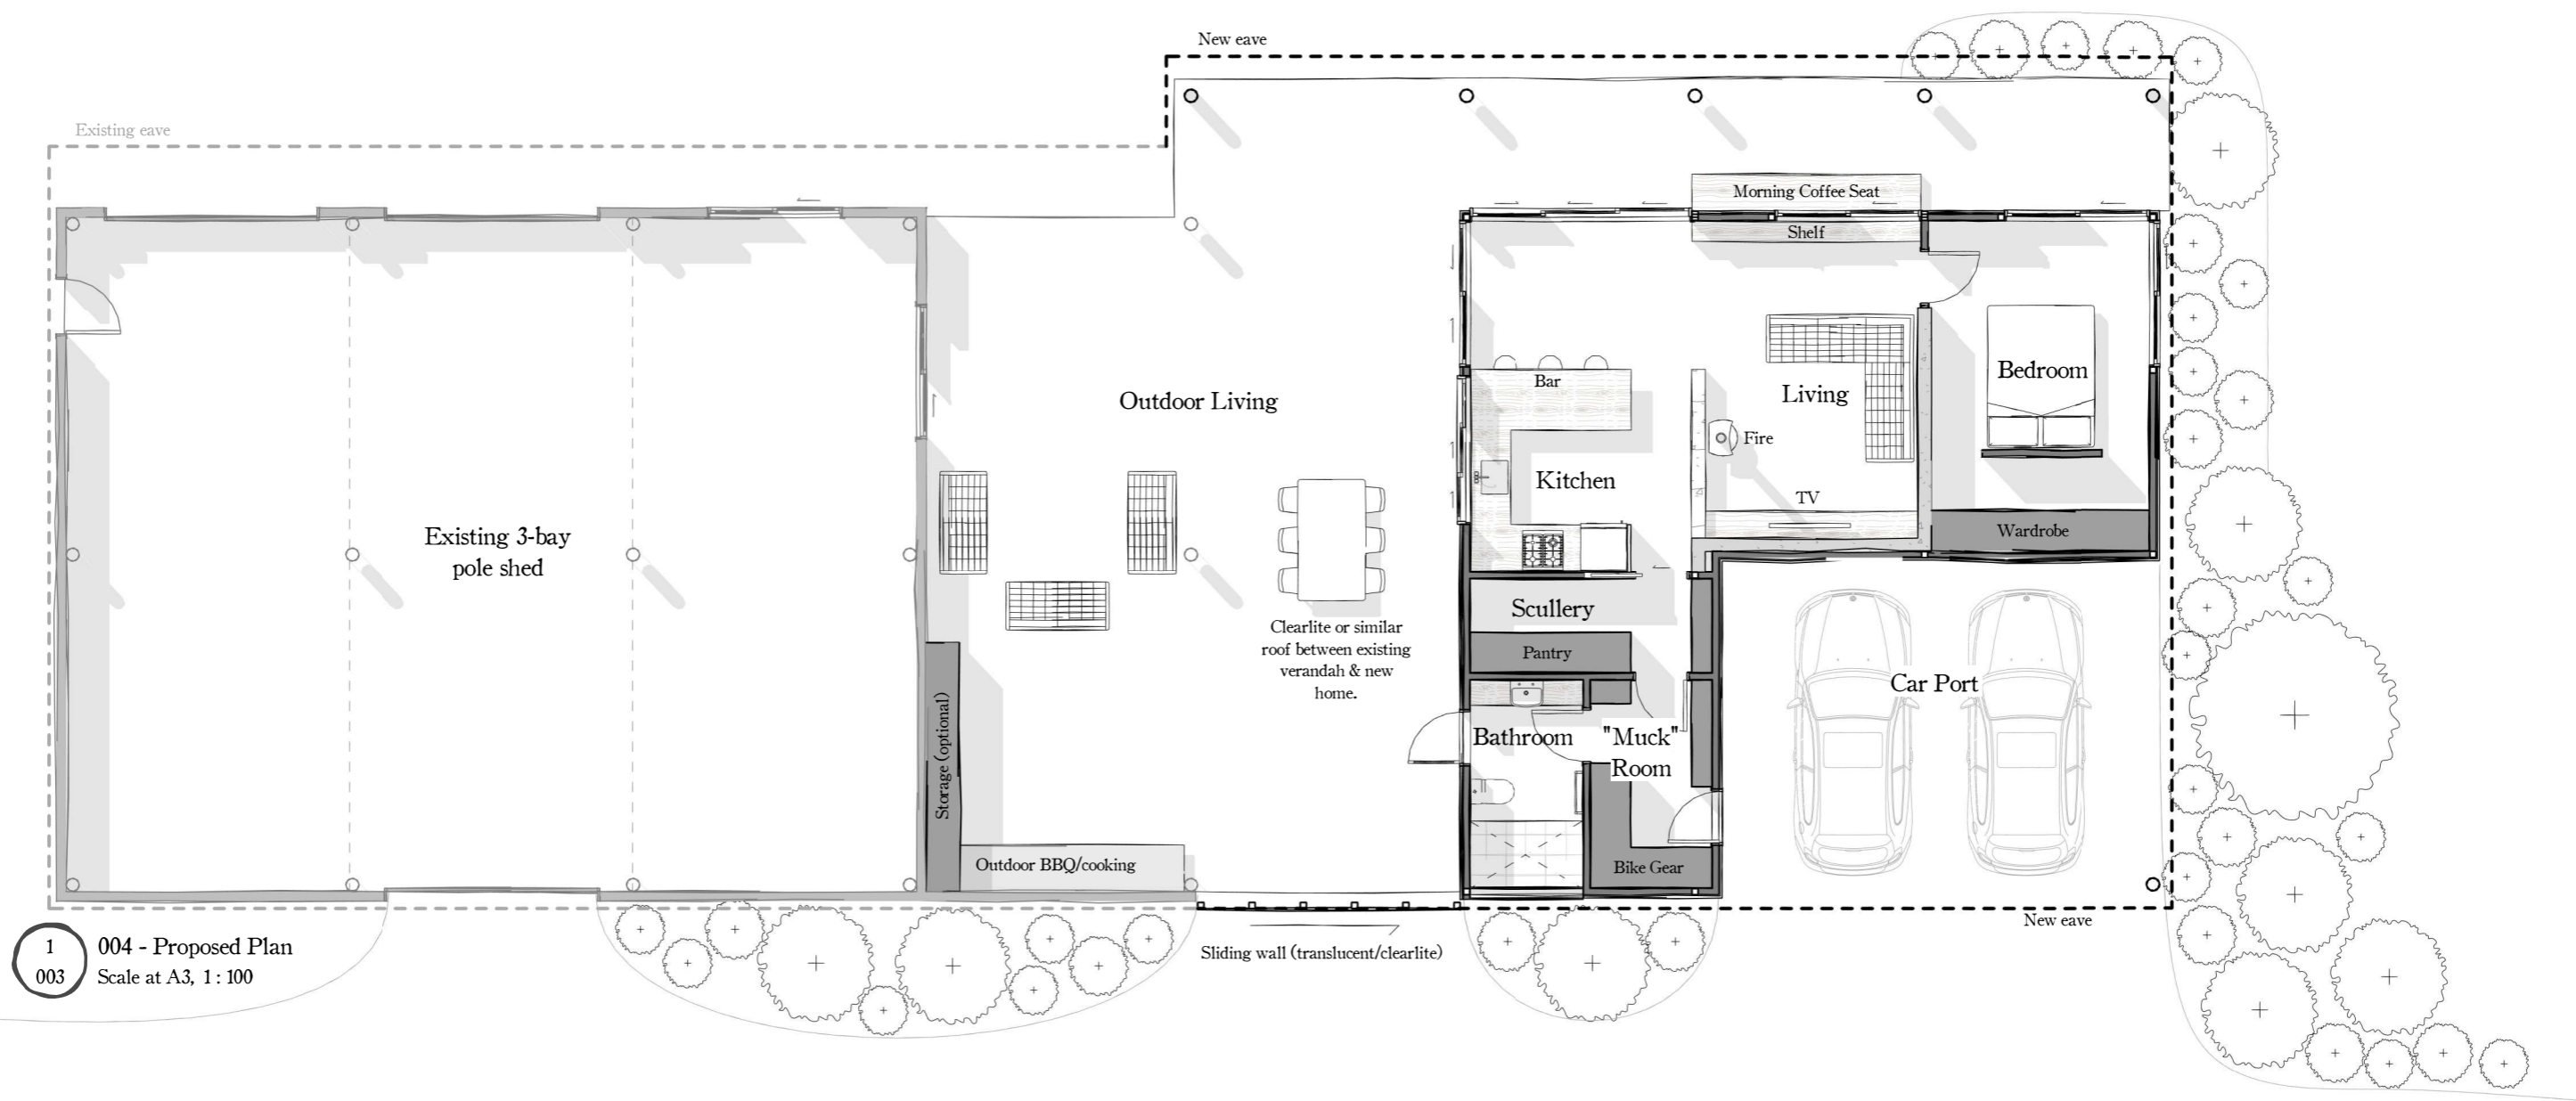 New eave
Existing eave
Morning Coffee Seat
Shelf
Bar
Outdoor Living
Living
Bedroom
Fire
Kitchen
TV
Wardrobe
Existing 3-bay
pole shed
Scullery
Clearlite or similar
roof between existing
verandah & new
home.
Pantry
Car Port
Storage (optional)
Bathroom
"Muck"
Room
Outdoor BBQ/cooking
Bike Gear
New eave
Sliding wall (translucent/clearlite)
1
003
004 - Proposed Plan
Scale at A3, 1 : 100